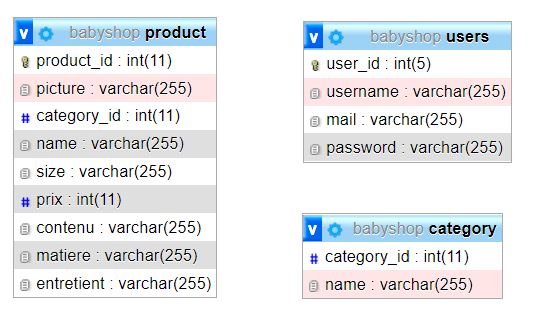 v babyshop product
product_id : int(11)
picture : varchar(255)
# category_id : int(11)
name : varchar(255)
size : varchar(255)
# prix : int(11)
contenu : varchar(255)
matiere : varchar(255)
entretient : varchar(255)
v babyshop users
user_id : int(5)
username : varchar(255)
mail : varchar(255)
password : varchar(255)
v babyshop category
# category_id : int(11)
name : varchar(255)